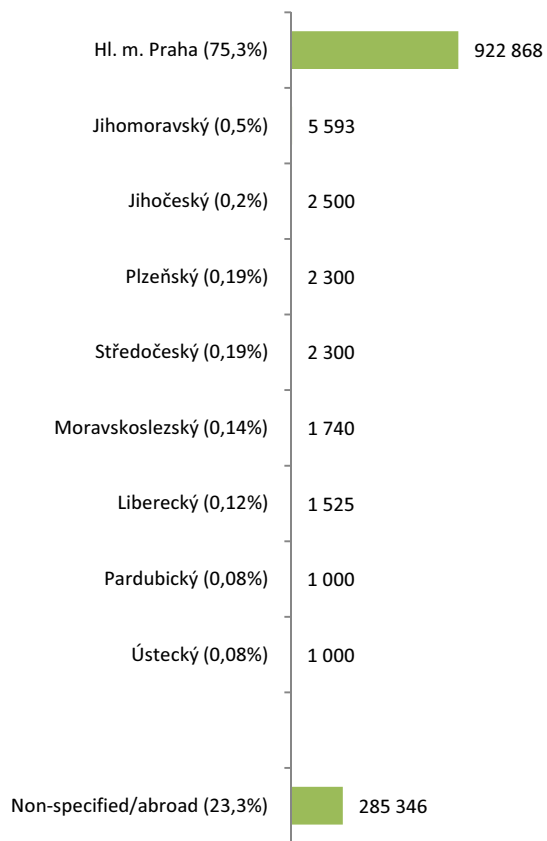 Hl. m. Praha (75,3%) 922 868
Jihomoravský (0,5%) 5 593
Jihočeský (0,2%) 2 500
Plzeňský (0,19%) 2 300
Středočeský (0,19%) 2 300
Moravskoslezský (0,14%) 1 740
Liberecký (0,12%) 1 525
Pardubický (0,08%) 1 000
Ústecký (0,08%) 1 000
Non-specified/abroad (23,3%) 285 346